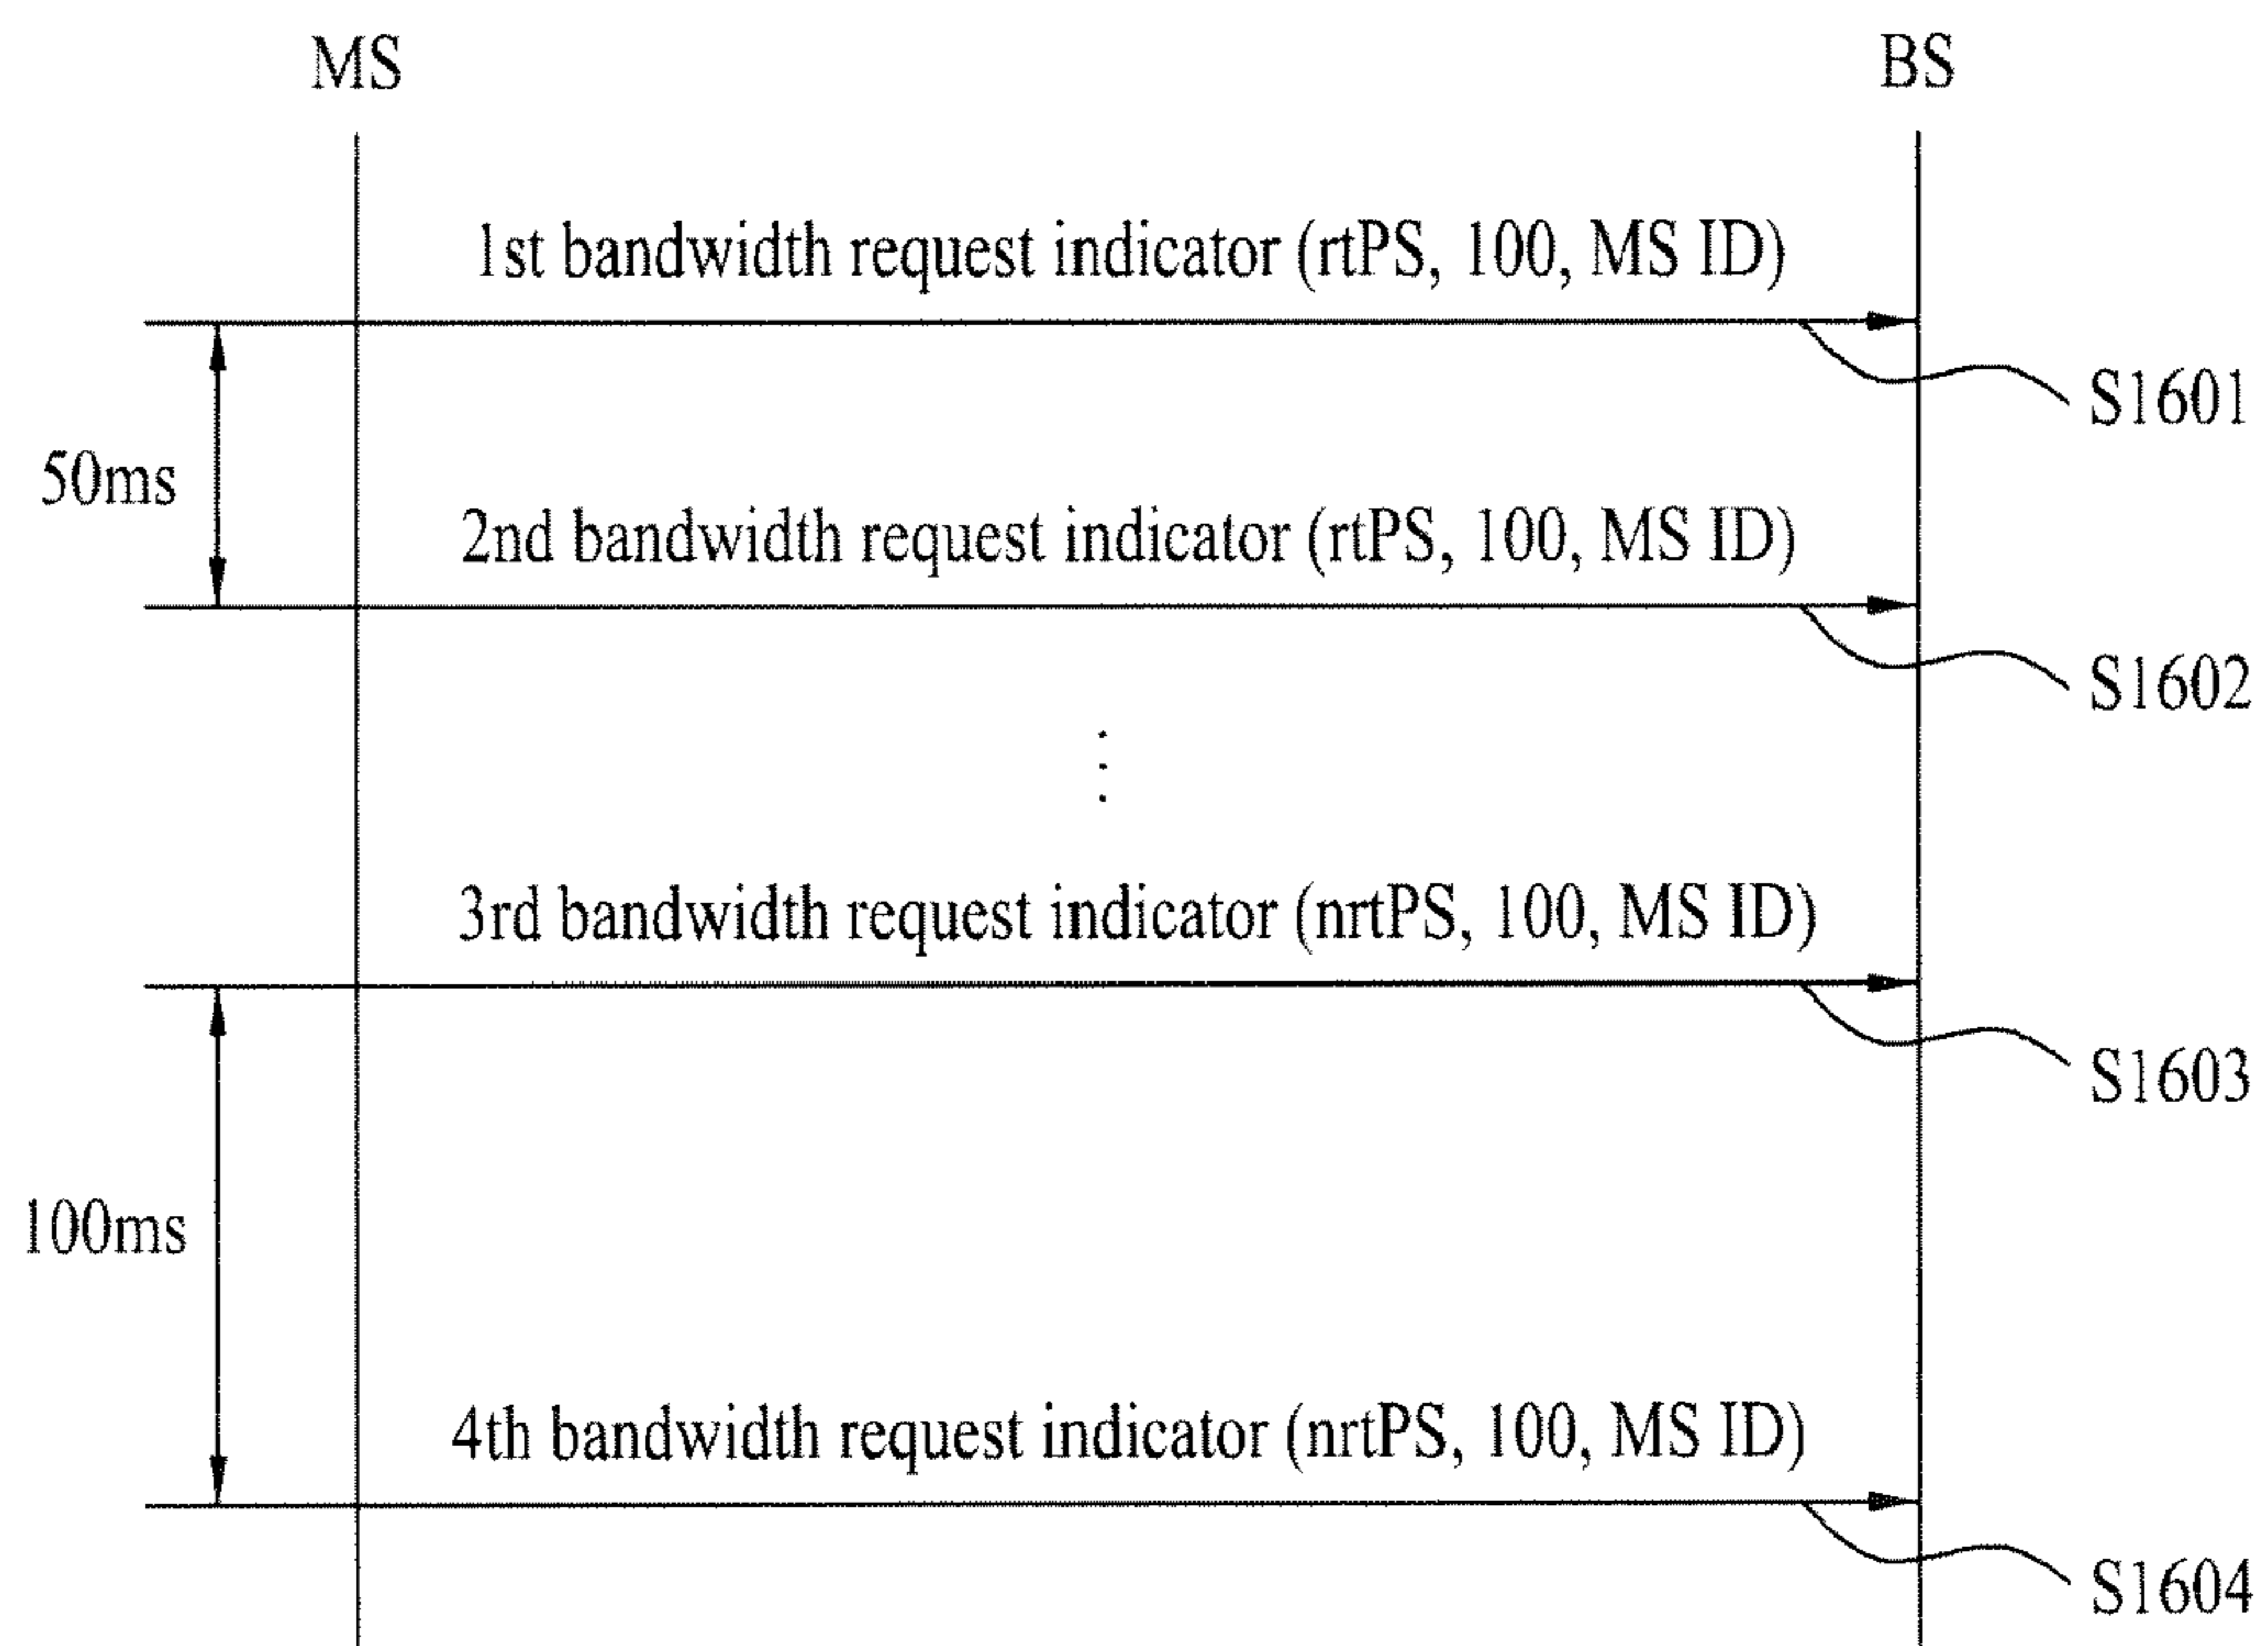 MS
BS
1st bandwidth request indicator (rtPS, 100, MS ID)
S1601
50ms
2nd bandwidth request indicator (rtPS, 100, MS ID)
S1602
3rd bandwidth request indicator (nrtPS, 100, MS ID)
S1603
100ms
4th bandwidth request indicator (nrtPS, 100, MS ID)
S1604